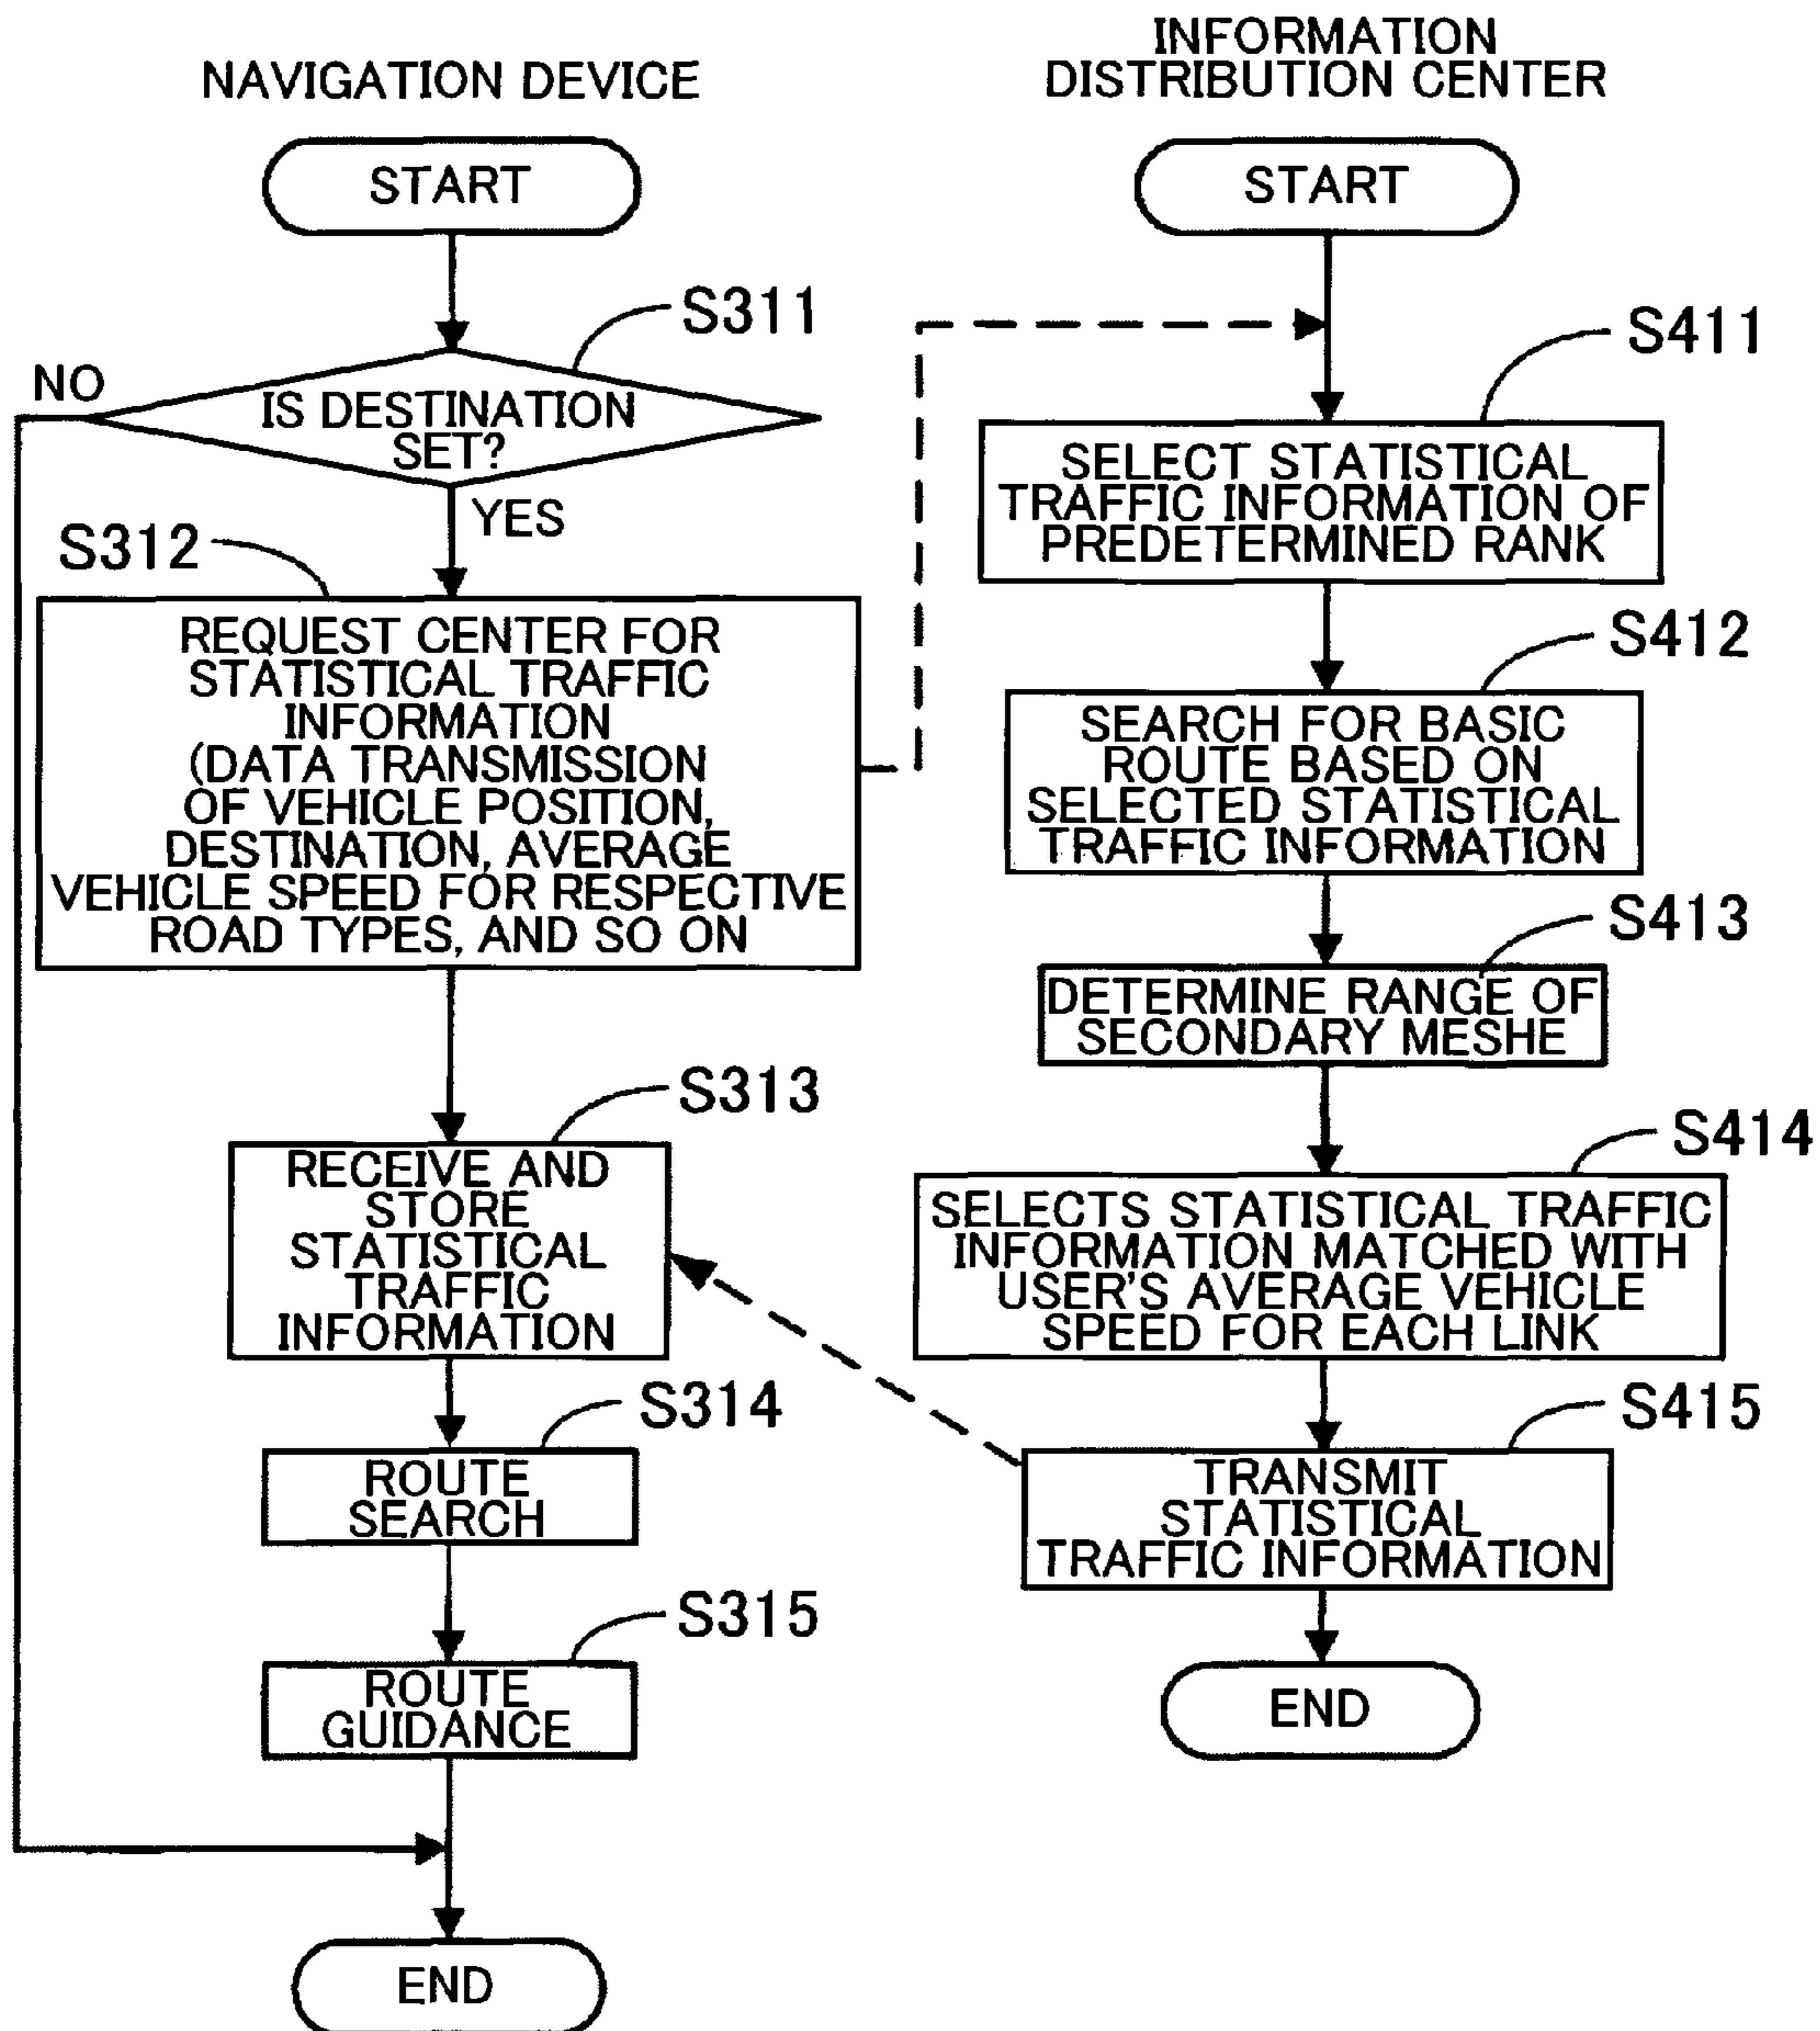 NAVIGATION DEVICE
START
S311
NO
IS DESTINATION
SET?
YES
S312
REQUEST CENTER FOR
STATISTICAL TRAFFIC
INFORMATION
(DATA TRANSMISSION
OF VEHICLE POSITION,
DESTINATION, AVERAGE
VEHICLE SPEED FOR RESPECTIVE
ROAD TYPES, AND SO ON
S313
RECEIVE AND
STORE
STATISTICAL
TRAFFIC
INFORMATION
S314
ROUTE
SEARCH
S315
ROUTE
GUIDANCE
END
INFORMATION
DISTRIBUTION CENTER
START
S411
SELECT STATISTICAL
TRAFFIC INFORMATION OF
PREDETERMINED RANK
S412
SEARCH FOR BASIC
ROUTE BASED ON
SELECTED STATISTICAL
TRAFFIC INFORMATION
S413
DETERMINE RANGE OF
SECONDARY MESHE
S414
SELECTS STATISTICAL TRAFFIC
INFORMATION MATCHED WITH
USER'S AVERAGE VEHICLE
SPEED FOR EACH LINK
S415
TRANSMIT
STATISTICAL
TRAFFIC INFORMATION
END